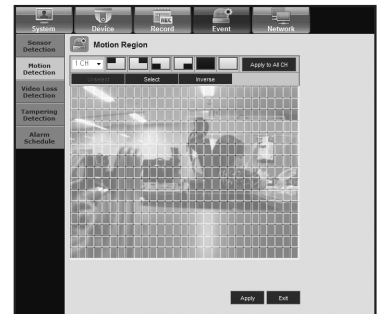 System Device Record Event Network
Sensor
Detection
Motion
Detection
Video Loss
Detection
Tampering
Detection
Alarm
Schedule
Motion Region
1 CH Apply to All CH
Unselect Select Inverse
Apply Exit